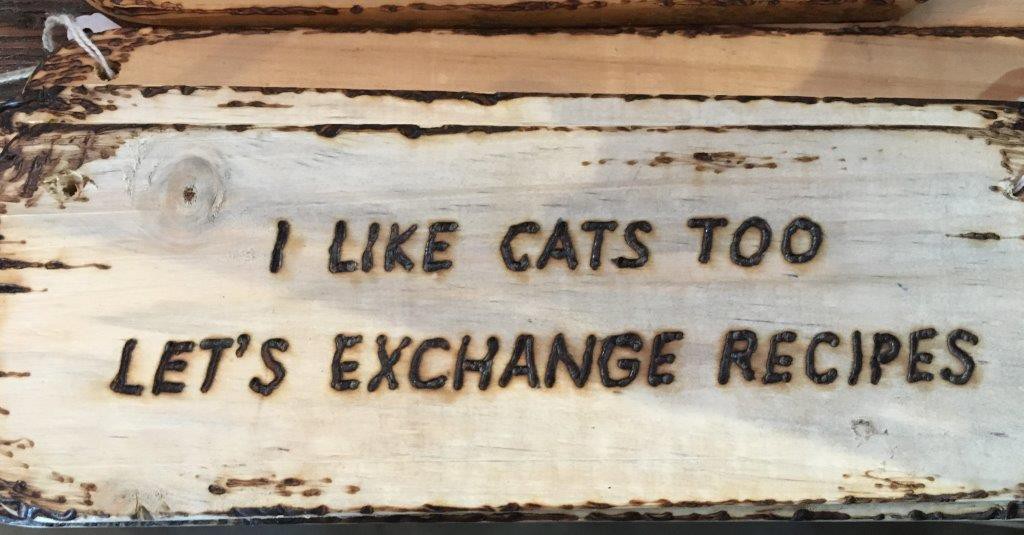 I LIKE CATS TOO
LET'S EXCHANGE RECIPES